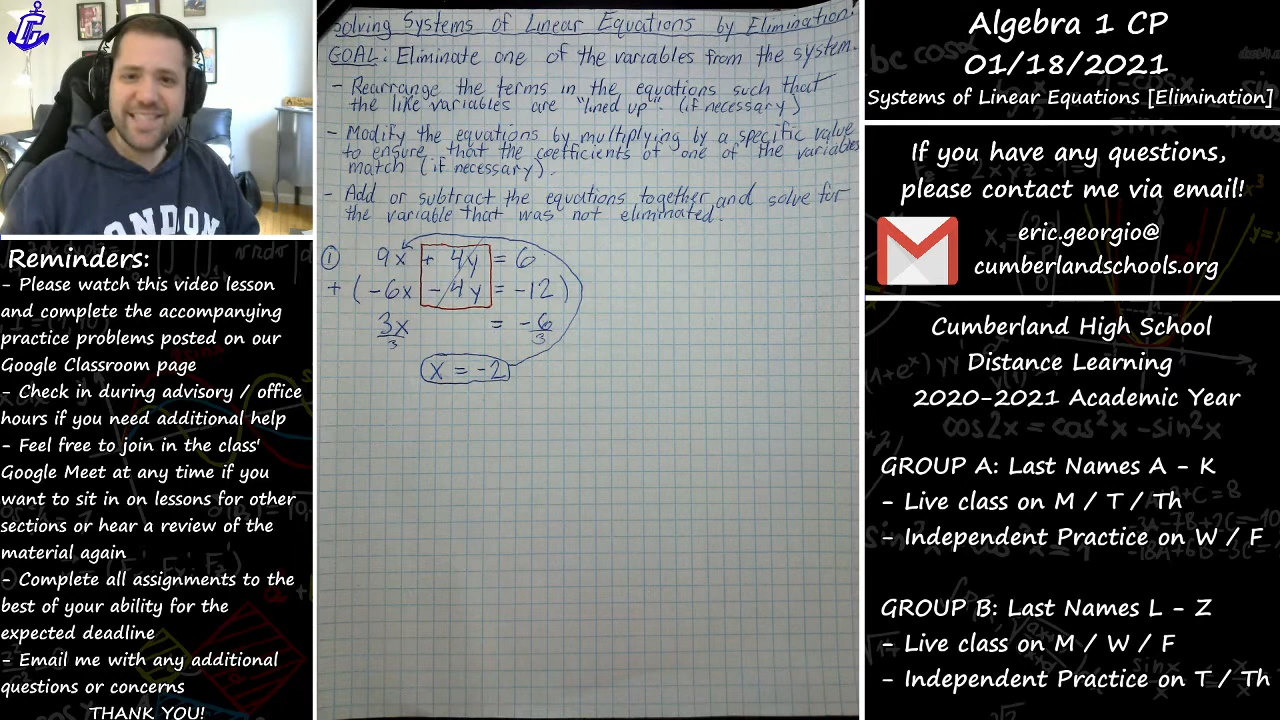 Solving Systems of Linear Equations by Elimination.
GOAL: Eliminate one of the variables from the system.
- Rearrange the terms in the equations such that
the like variables are "lined up" (if necessary)
- Modify the equations by multiplying by a specific value
to ensure that the coefficients of one of the variables
match (if necessary).
- Add or subtract the equations together and solve for
the variable that was not eliminated.
① 9x + 4y = 6
+ (-6x - 4y = -12)
3x = -6
3 3
x = -2
LONDON
Reminders:
- Please watch this video lesson
and complete the accompanying
practice problems posted on our
Google Classroom page
- Check in during advisory / office
hours if you need additional help
- Feel free to join in the class'
Google Meet at any time if you
want to sit in on lessons for other
sections or hear a review of the
material again
- Complete all assignments to the
best of your ability for the
expected deadline
- Email me with any additional
questions or concerns
THANK YOU!
Algebra 1 CP
01/18/2021
Systems of Linear Equations [Elimination]
If you have any questions,
please contact me via email!
eric.georgio@
cumberlandschools.org
Cumberland High School
Distance Learning
2020-2021 Academic Year
cos2x = cos²x - sin²x
GROUP A: Last Names A - K
- Live class on M / T / Th
- Independent Practice on W / F
GROUP B: Last Names L - Z
- Live class on M / W / F
- Independent Practice on T / Th